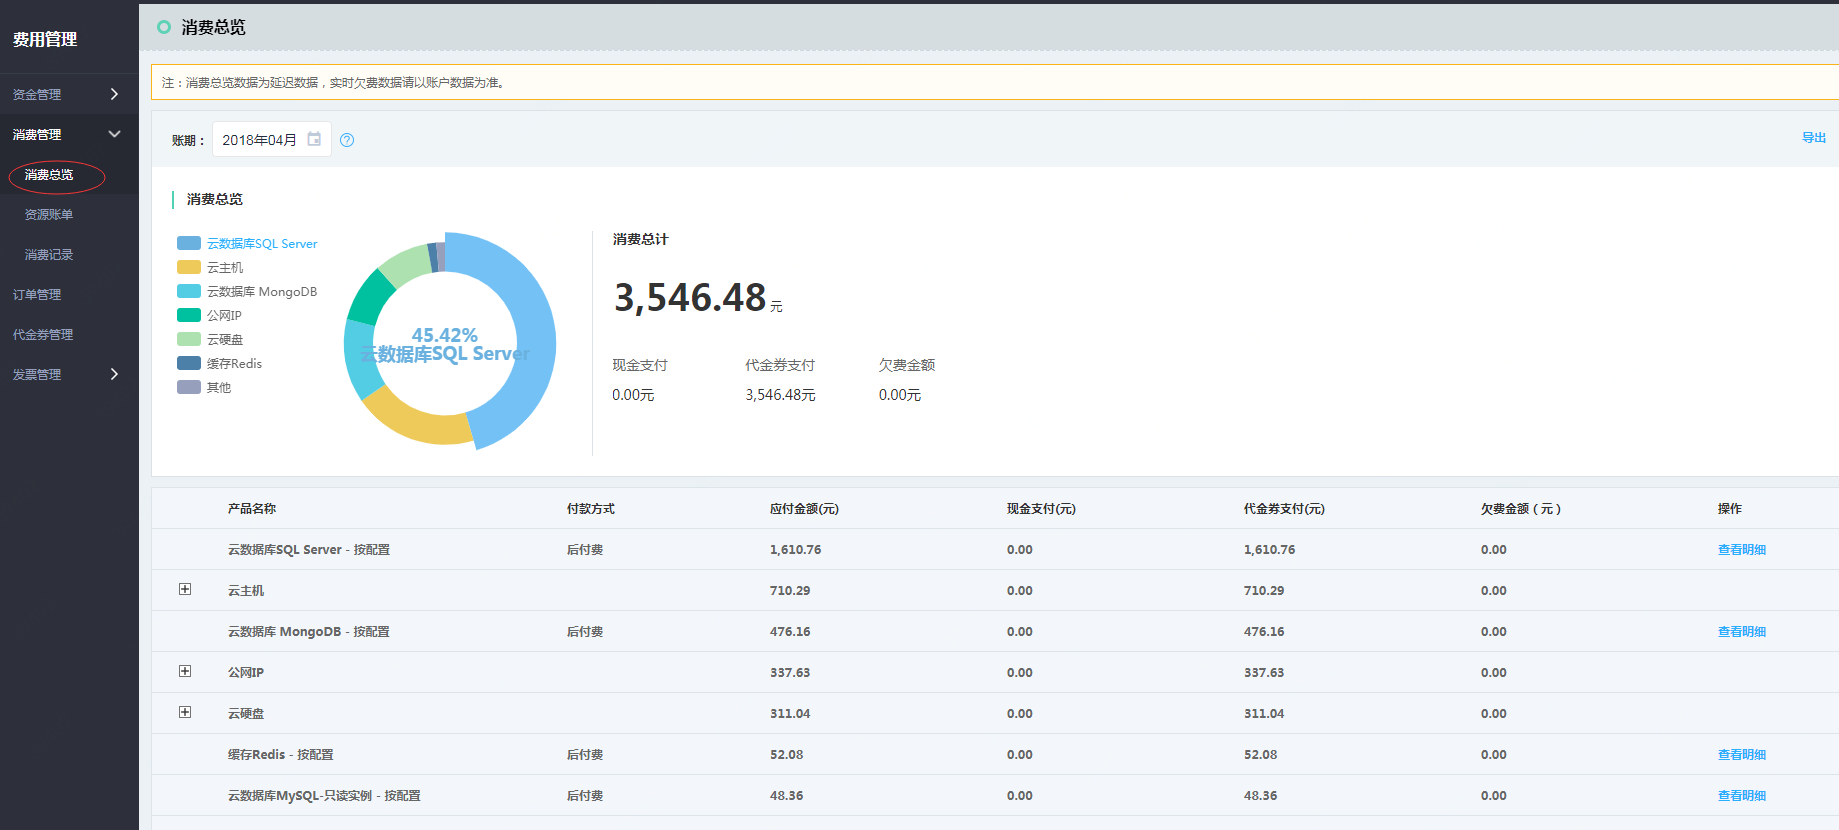 费用管理
资金管理
消费管理
消费总览
资源账单
消费记录
订单管理
代金券管理
发票管理
消费总览
注：消费总览数据为延迟数据，实时欠费数据请以账户数据为准。
账期： 2018年04月 ?
导出
消费总览
云数据库SQL Server
云主机
云数据库 MongoDB
公网IP
云硬盘
缓存Redis
其他
45.42%
云数据库SQL Server
消费总计
3,546.48 元
现金支付 代金券支付 欠费金额
0.00元 3,546.48元 0.00元
产品名称 付款方式 应付金额(元) 现金支付(元) 代金券支付(元) 欠费金额（元） 操作
云数据库SQL Server - 按配置 后付费 1,610.76 0.00 1,610.76 0.00 查看明细
云主机 710.29 0.00 710.29 0.00
云数据库 MongoDB - 按配置 后付费 476.16 0.00 476.16 0.00 查看明细
公网IP 337.63 0.00 337.63 0.00
云硬盘 311.04 0.00 311.04 0.00
缓存Redis - 按配置 后付费 52.08 0.00 52.08 0.00 查看明细
云数据库MySQL-只读实例 - 按配置 后付费 48.36 0.00 48.36 0.00 查看明细